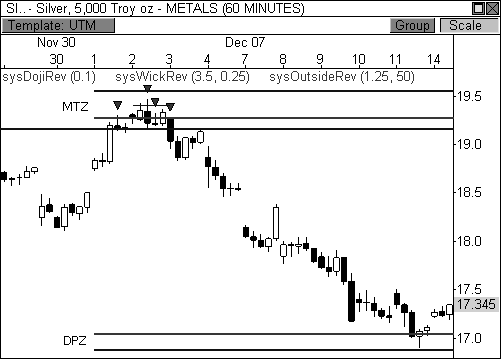 SI..- Silver, 5,000 Troy oz - METALS (60 MINUTES)
Template: UTM Group Scale
Nov 30 Dec 07
30 1 2 3 4 7 8 9 10 11 14
sysDojiRev (0.1) sysWickRev (3.5, 0.25) sysOutsideRev (1.25, 50)
19.5
MTZ
19.0
18.5
18.0
17.5
17.345
17.0
DPZ